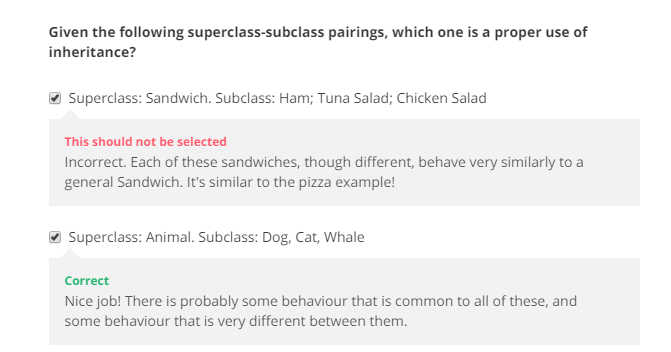 Given the following superclass-subclass pairings, which one is a proper use of
inheritance?
Superclass: Sandwich. Subclass: Ham; Tuna Salad; Chicken Salad
This should not be selected
Incorrect. Each of these sandwiches, though different, behave very similarly to a
general Sandwich. It's similar to the pizza example!
Superclass: Animal. Subclass: Dog, Cat, Whale
Correct
Nice job! There is probably some behaviour that is common to all of these, and
some behaviour that is very different between them.